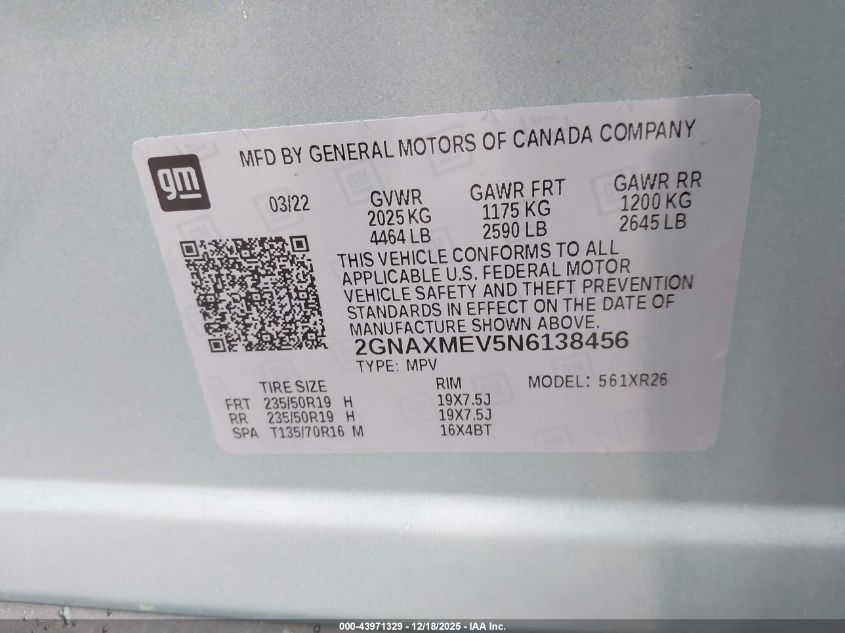 MFD BY GENERAL MOTORS OF CANADA COMPANY
gm
03/22
GVWR GAWR FRT GAWR RR
2025 KG 1175 KG 1200 KG
4464 LB 2590 LB 2645 LB
THIS VEHICLE CONFORMS TO ALL
APPLICABLE U.S. FEDERAL MOTOR
VEHICLE SAFETY AND THEFT PREVENTION
STANDARDS IN EFFECT ON THE DATE OF
MANUFACTURE SHOWN ABOVE.
2GNAXMEV5N6138456
TYPE: MPV
TIRE SIZE RIM MODEL: 561XR26
FRT 235/50R19 H 19X7.5J
RR 235/50R19 H 19X7.5J
SPA T135/70R16 M 16X4BT
000-43971329 - 12/18/2025 - IAA Inc.